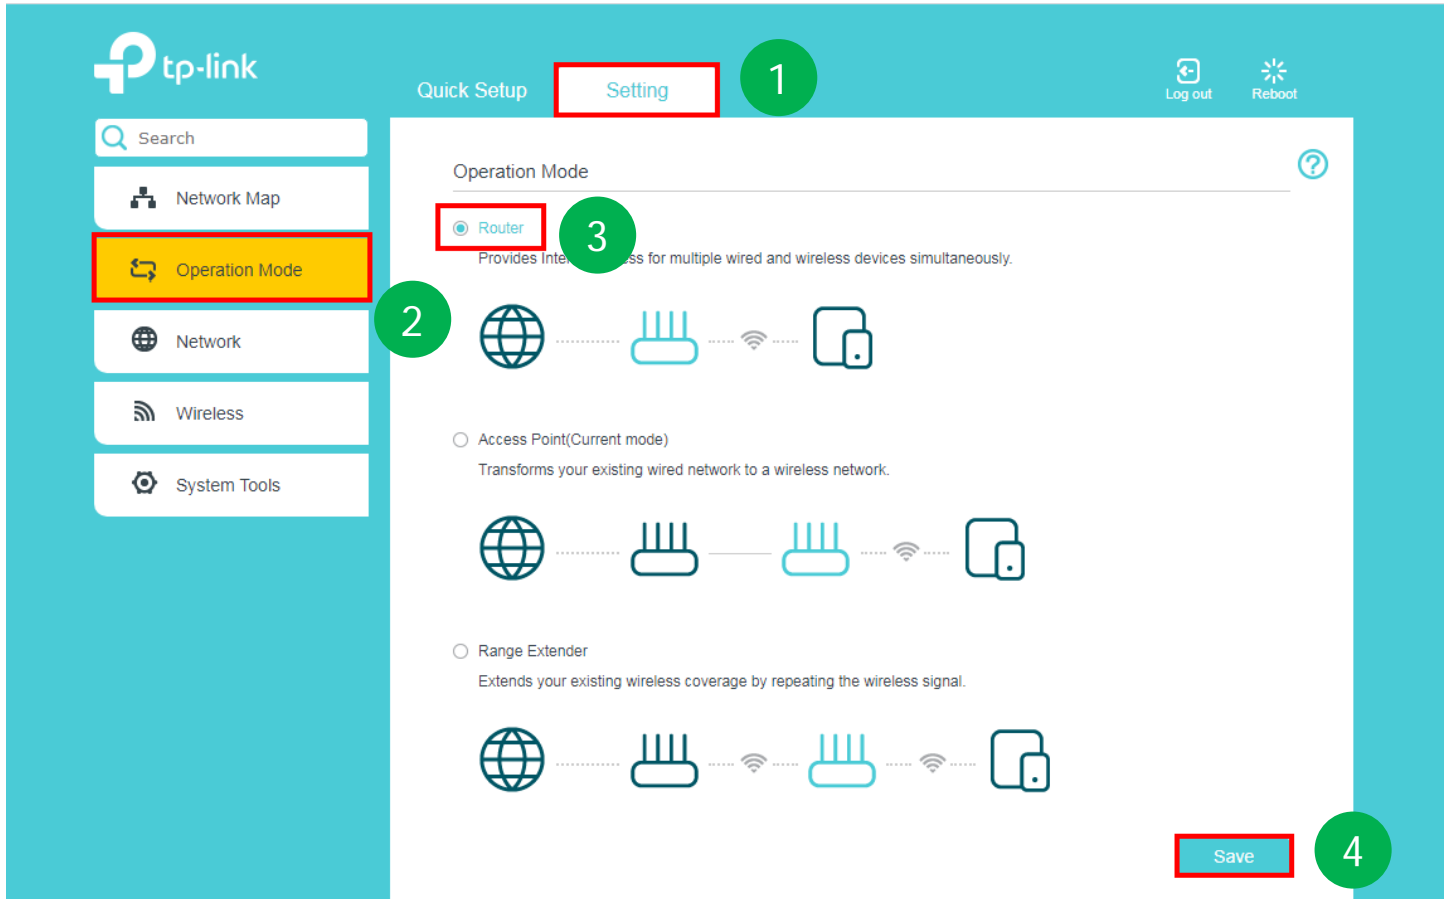 tp-link
Quick Setup
Setting
1
Log out
Reboot
Search
Network Map
Operation Mode
Network
Wireless
System Tools
2
Operation Mode
?
Router
3
Provides Inte ss for multiple wired and wireless devices simultaneously.
Access Point(Current mode)
Transforms your existing wired network to a wireless network.
Range Extender
Extends your existing wireless coverage by repeating the wireless signal.
Save
4